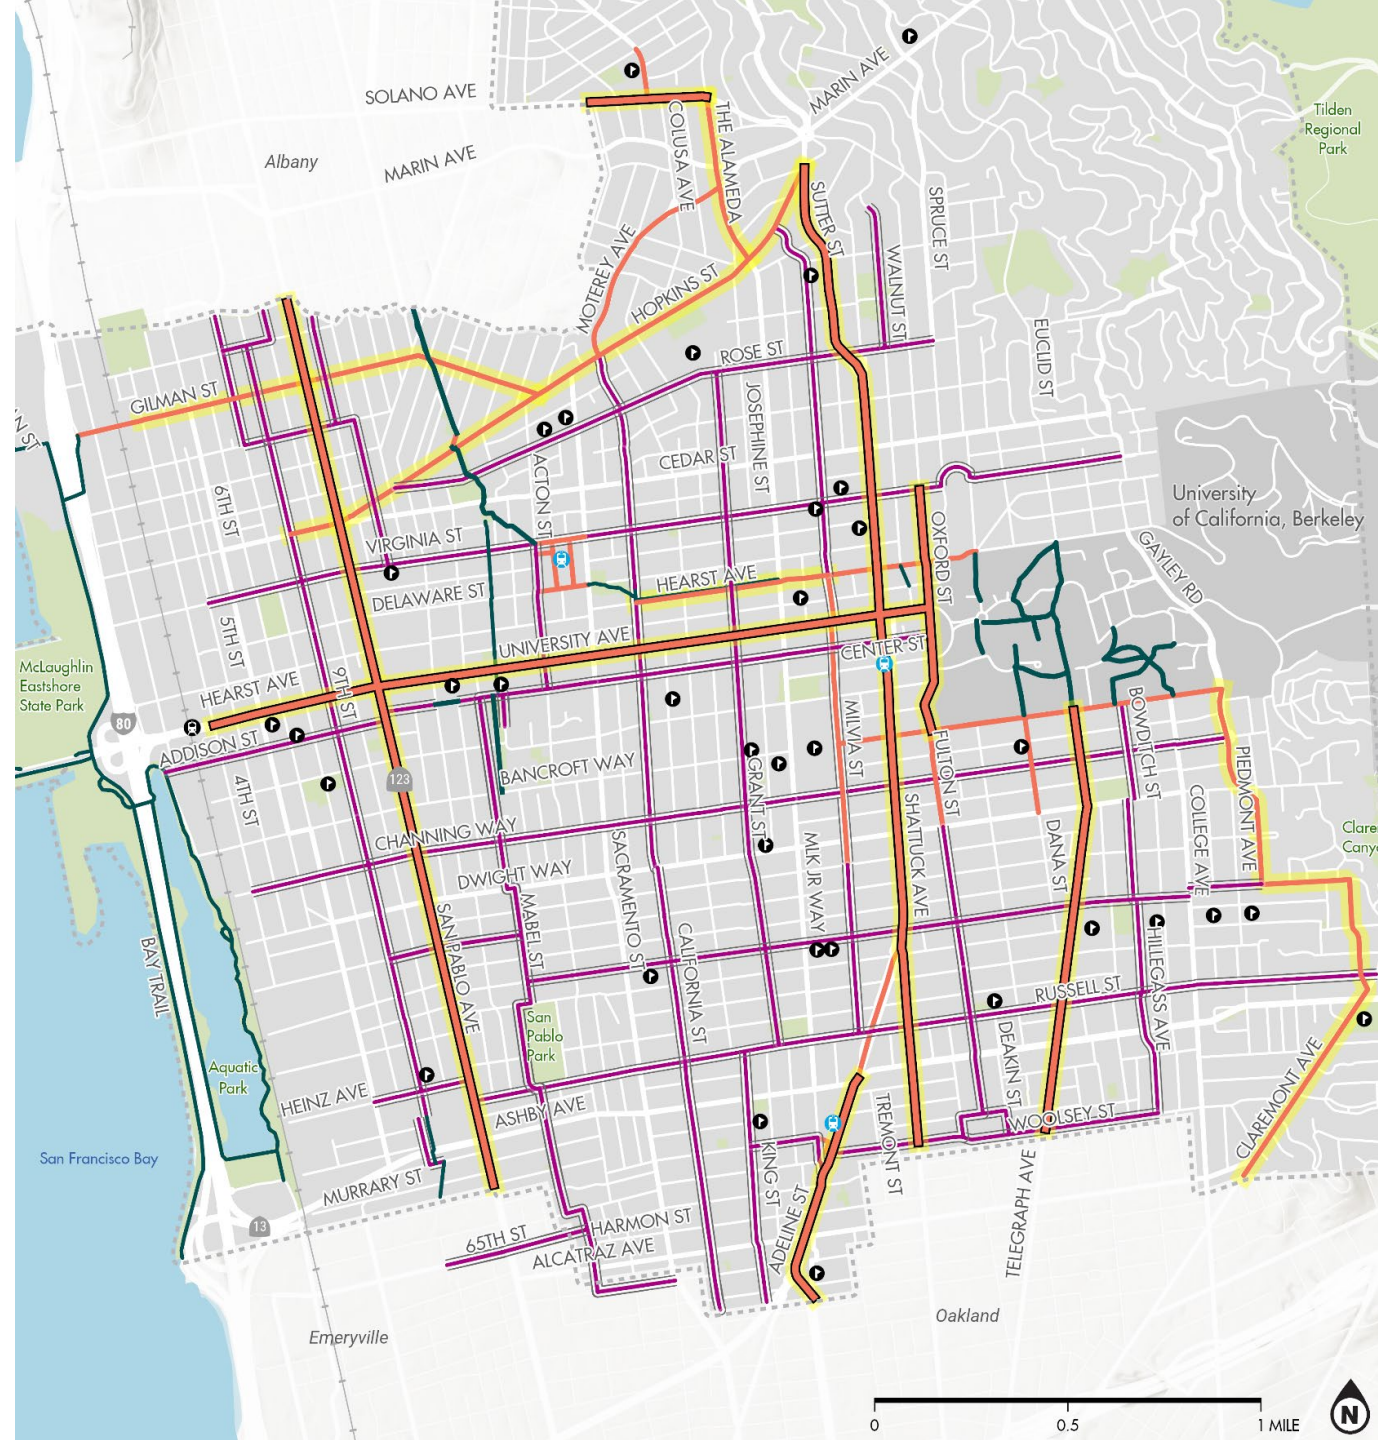 SOLANO AVE
MARIN AVE
Albany
MARIN AVE
COLUSA AVE
THE ALAMEDA
Tilden
Regional
Park
SUTTER ST
SPRUCE ST
WALNUT ST
MOTEREY AVE
HOPKINS ST
ROSE ST
EUCLID ST
GILMAN ST
JOSEPHINE ST
CEDAR ST
ACTON ST
6TH ST
VIRGINIA ST
University
of California, Berkeley
OXFORD ST
GAYLEY RD
DELAWARE ST
HEARST AVE
5TH ST
UNIVERSITY AVE
CENTER ST
McLaughlin
Eastshore
State Park
HEARST AVE
9TH ST
80
ADDISON ST
MILVIA ST
BOWDITCH ST
FULTON ST
PIEDMONT AVE
123
BANCROFT WAY
4TH ST
GRANT ST
SHATTUCK AVE
COLLEGE AVE
CHANNING WAY
DWIGHT WAY
SACRAMENTO ST
MLK JR WAY
DANA ST
MABEL ST
SAN PABLO AVE
CALIFORNIA ST
HILLEGASS AVE
BAY TRAIL
RUSSELL ST
San
Pablo
Park
DEAKIN ST
Aquatic
Park
HEINZ AVE
ASHBY AVE
TREMONT ST
WOOLSEY ST
CLAREMONT AVE
San Francisco Bay
KING ST
MURRARY ST
TELEGRAPH AVE
13
HARMON ST
65TH ST
ALCATRAZ AVE
ADELINE ST
Emeryville
Oakland
0
0.5
1 MILE
N